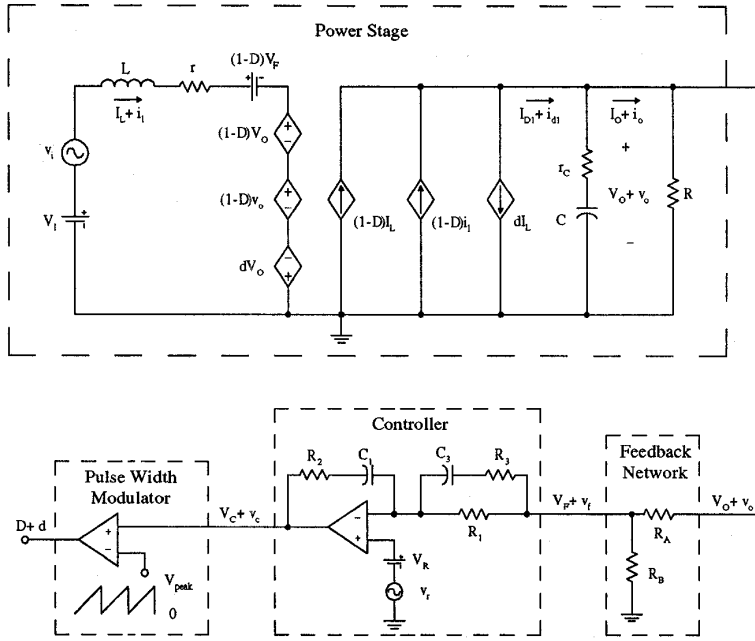 Power Stage
L
r
(1-D)V_F
I_L + i_l
v_i
V_I
(1-D)V_O
(1-D)v_o
dV_O
(1-D)I_L
(1-D)i_l
dI_L
I_D1 + i_d1
I_O + i_o
r_C
C
+
V_O + v_o
−
R
Controller
Pulse Width
Modulator
Feedback
Network
R_2
C_1
C_3
R_3
R_1
D + d
V_C + v_c
V_F + v_f
V_O + v_o
R_A
R_B
V_R
v_r
V_peak
0